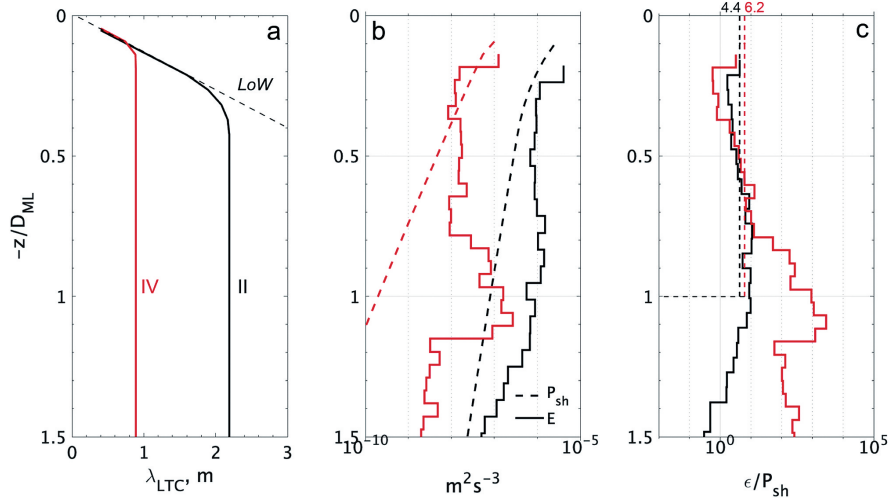 4.4 6.2
0 a 0 b 0 c
LoW
0.5 0.5 0.5
-z/D_ML
IV II
1 1 1
P_sh
E
1.5 1.5 1.5
0 1 2 3 10^-10 10^-5 10^0 10^5
λ_LTC, m m^2s^-3 ϵ/P_sh